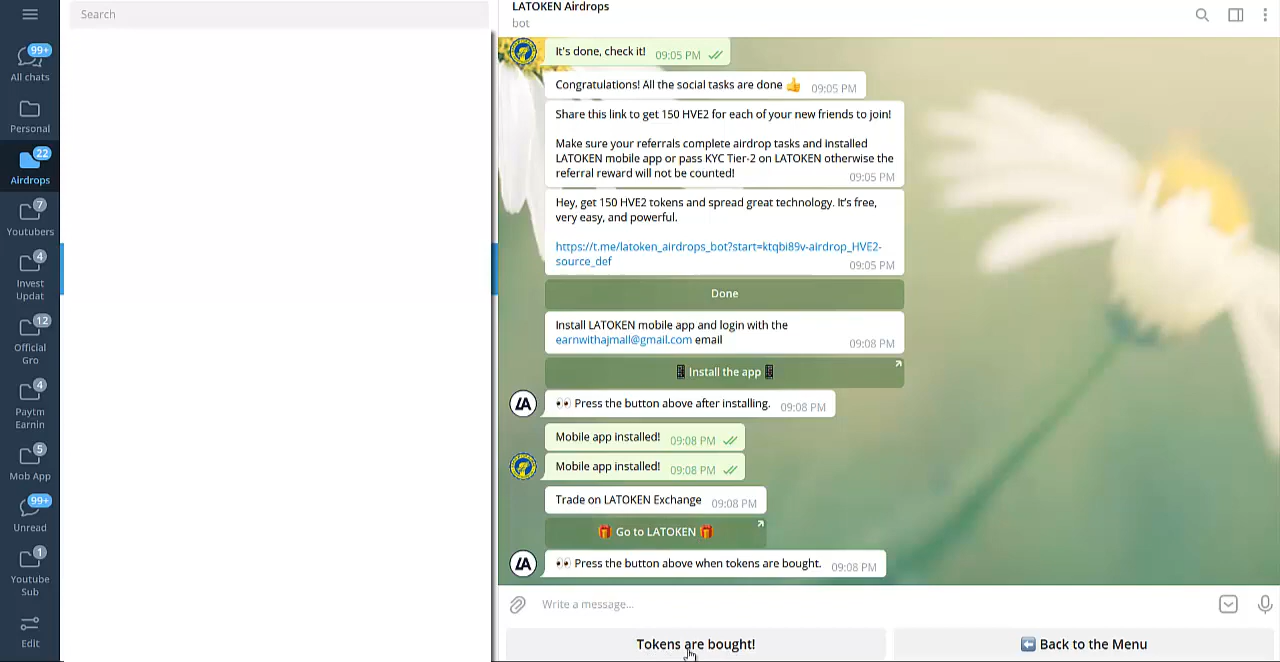 Search
99+
All chats
Personal
22
Airdrops
7
Youtubers
4
Invest
Updat
12
Official
Gro
4
Paytm
Earnin
5
Mob App
99+
Unread
1
Youtube
Sub
Edit
LATOKEN Airdrops
bot
It's done, check it! 09:05 PM
Congratulations! All the social tasks are done 👍 09:05 PM
Share this link to get 150 HVE2 for each of your new friends to join!
Make sure your referrals complete airdrop tasks and installed
LATOKEN mobile app or pass KYC Tier-2 on LATOKEN otherwise the
referral reward will not be counted! 09:05 PM
Hey, get 150 HVE2 tokens and spread great technology. It's free,
very easy, and powerful.
https://t.me/latoken_airdrops_bot?start=ktqbi89v-airdrop_HVE2-
source_def 09:05 PM
Done
Install LATOKEN mobile app and login with the
earnwithajmall@gmail.com email 09:08 PM
📱 Install the app 📱
LA
👀 Press the button above after installing. 09:08 PM
Mobile app installed! 09:08 PM
Mobile app installed! 09:08 PM
Trade on LATOKEN Exchange 09:08 PM
🎁 Go to LATOKEN 🎁
LA
👀 Press the button above when tokens are bought. 09:08 PM
Write a message...
Tokens are bought!
⬅️ Back to the Menu